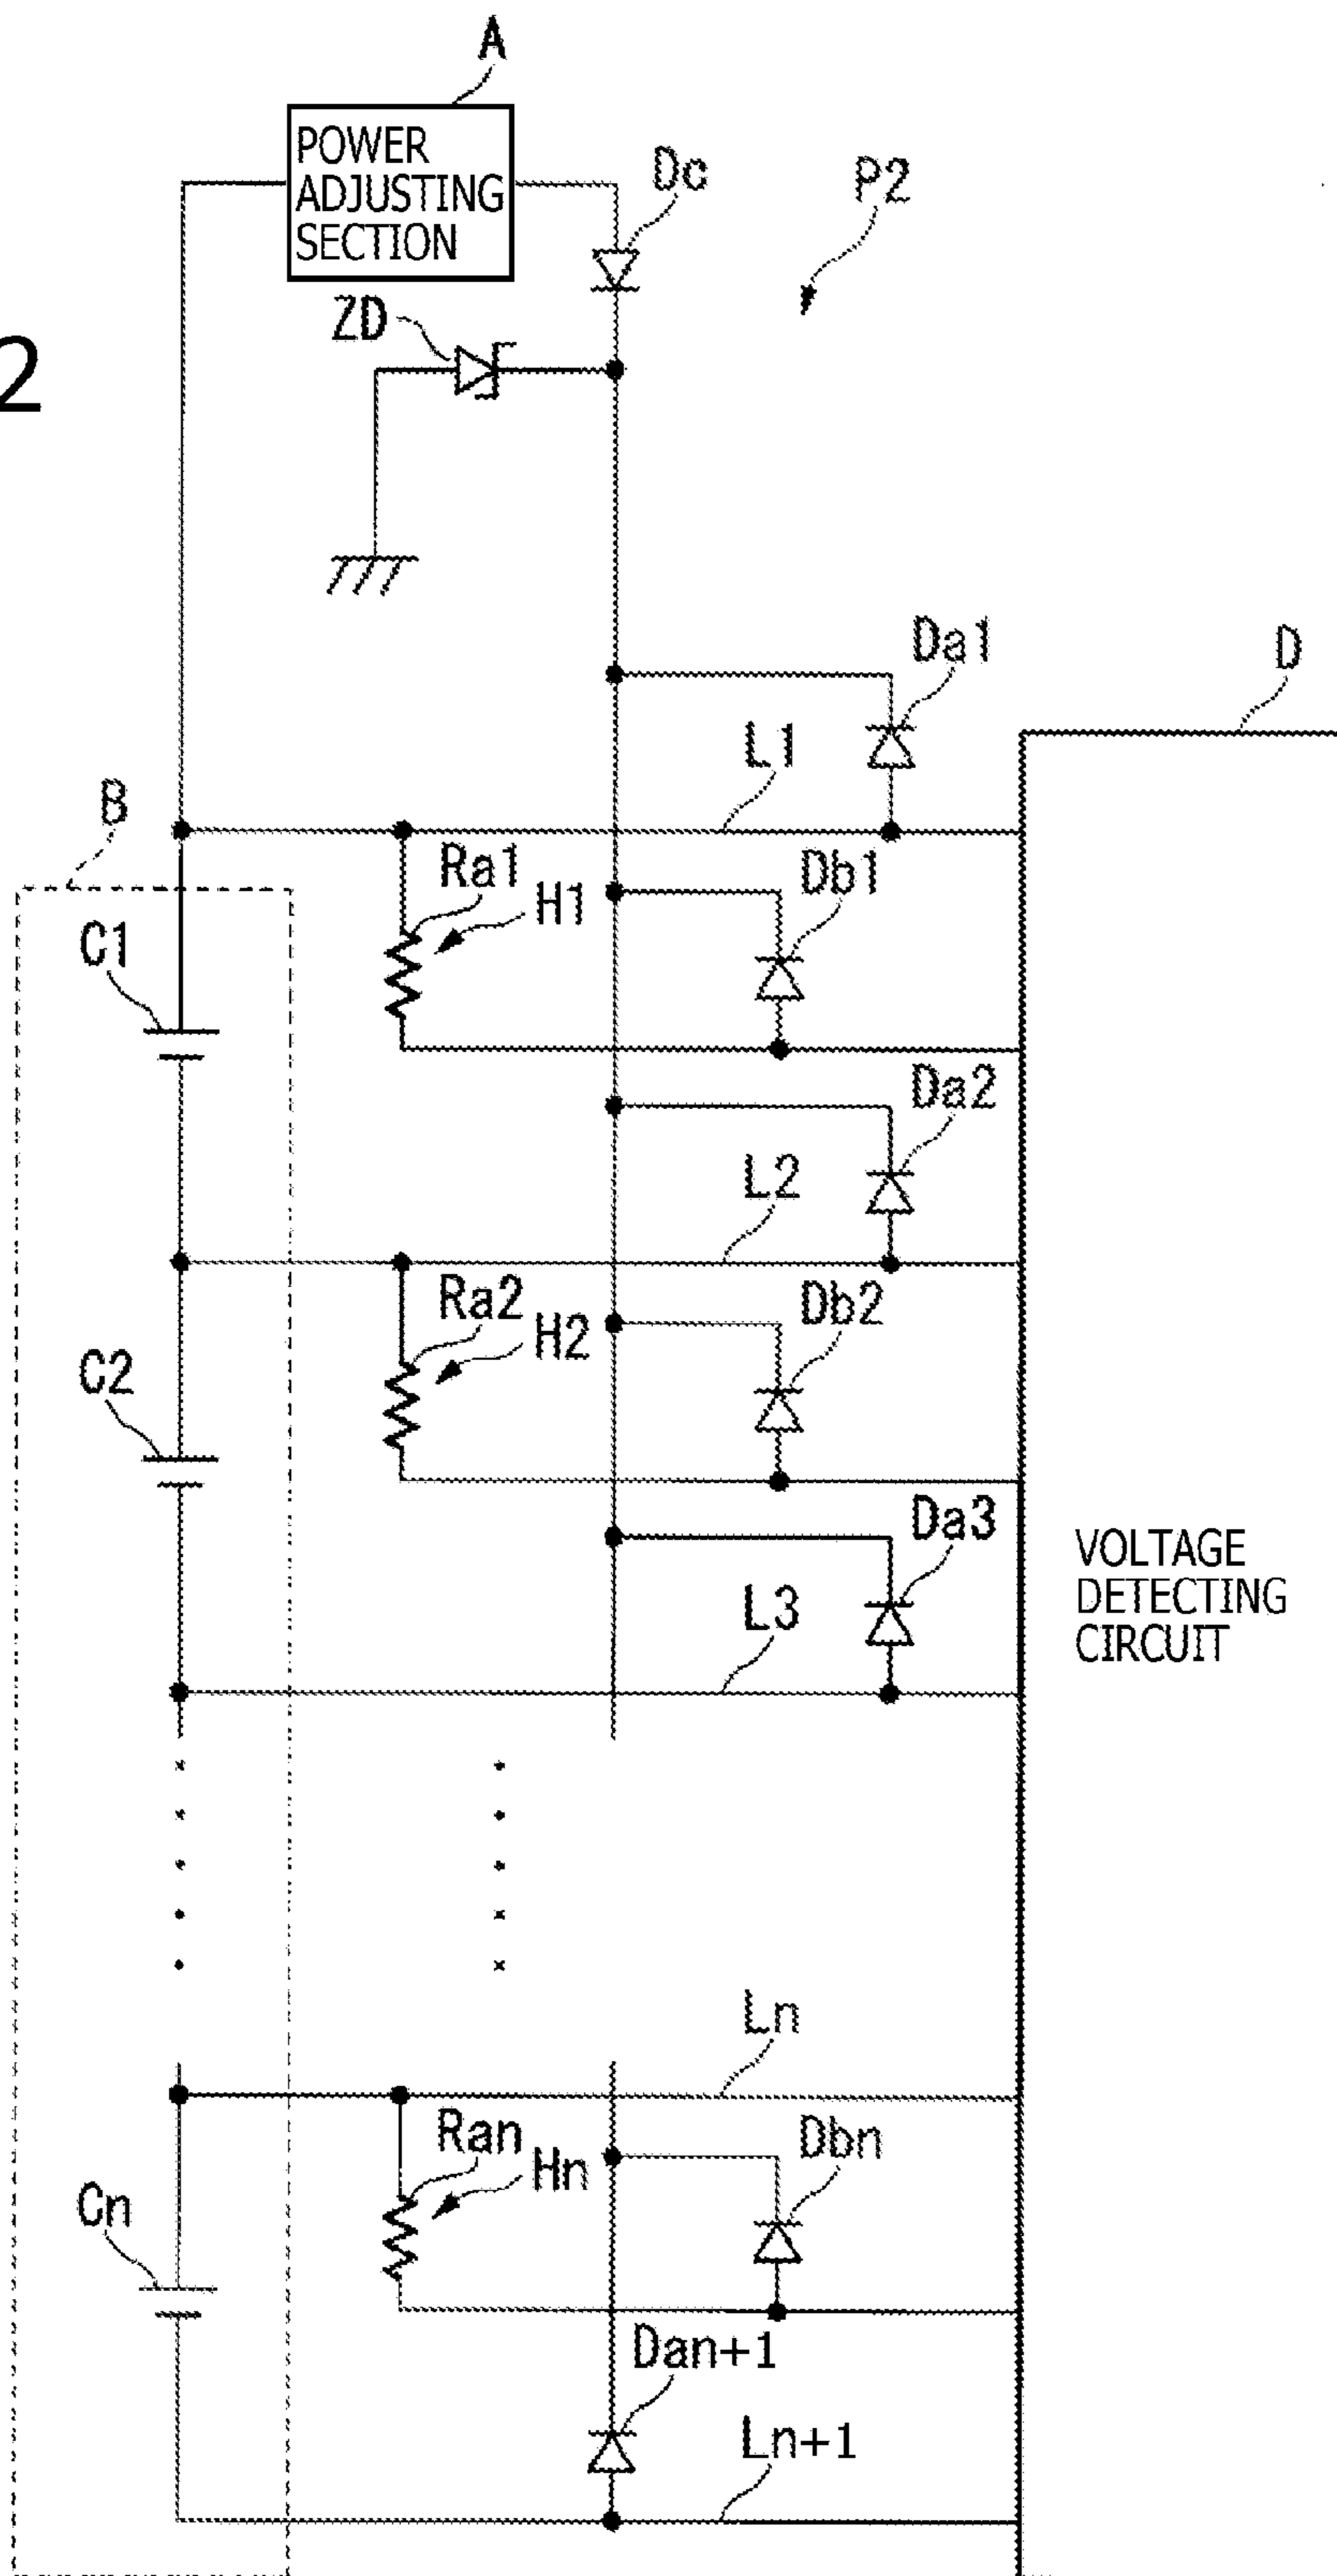 A
POWER
ADJUSTING
SECTION
Dc
P2
ZD
2
Da1
D
L1
B
Ra1
H1
Db1
C1
Da2
L2
Ra2
H2
Db2
C2
Da3
VOLTAGE
DETECTING
CIRCUIT
L3
Ln
Ran
Hn
Dbn
Cn
Dan+1
Ln+1